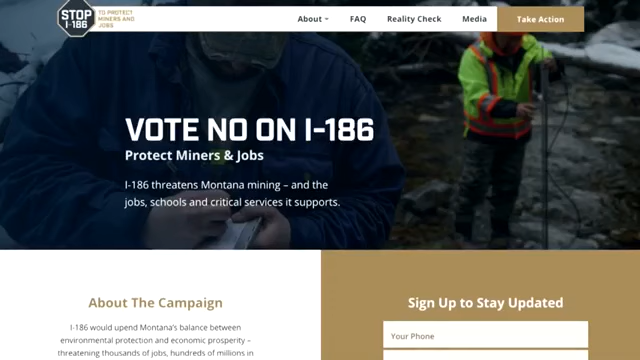 STOP
I-186
TO PROTECT
MINERS AND
JOBS
About FAQ Reality Check Media Take Action
VOTE NO ON I-186
Protect Miners & Jobs
I-186 threatens Montana mining – and the
jobs, schools and critical services it supports.
About The Campaign
I-186 would upend Montana's balance between
environmental protection and economic prosperity –
threatening thousands of jobs, hundreds of millions in
Sign Up to Stay Updated
Your Phone